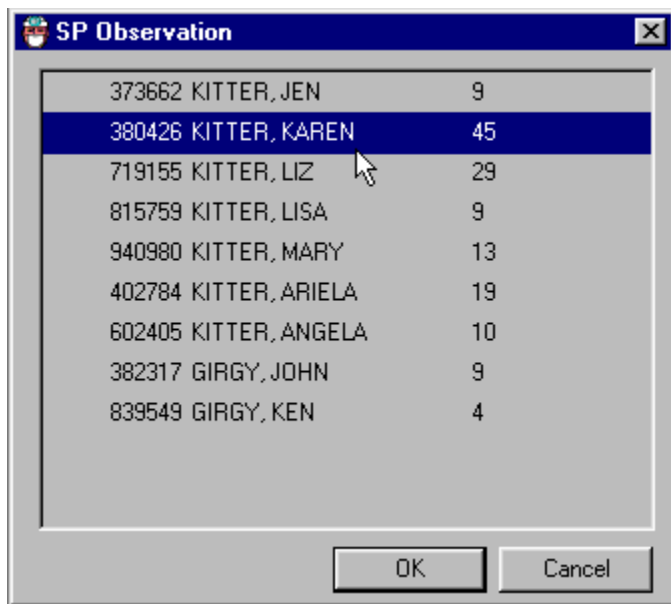 SP Observation
373662 KITTER, JEN 9
380426 KITTER, KAREN 45
719155 KITTER, LIZ 29
815759 KITTER, LISA 9
940980 KITTER, MARY 13
402784 KITTER, ARIELA 19
602405 KITTER, ANGELA 10
382317 GIRGY, JOHN 9
839549 GIRGY, KEN 4
OK Cancel